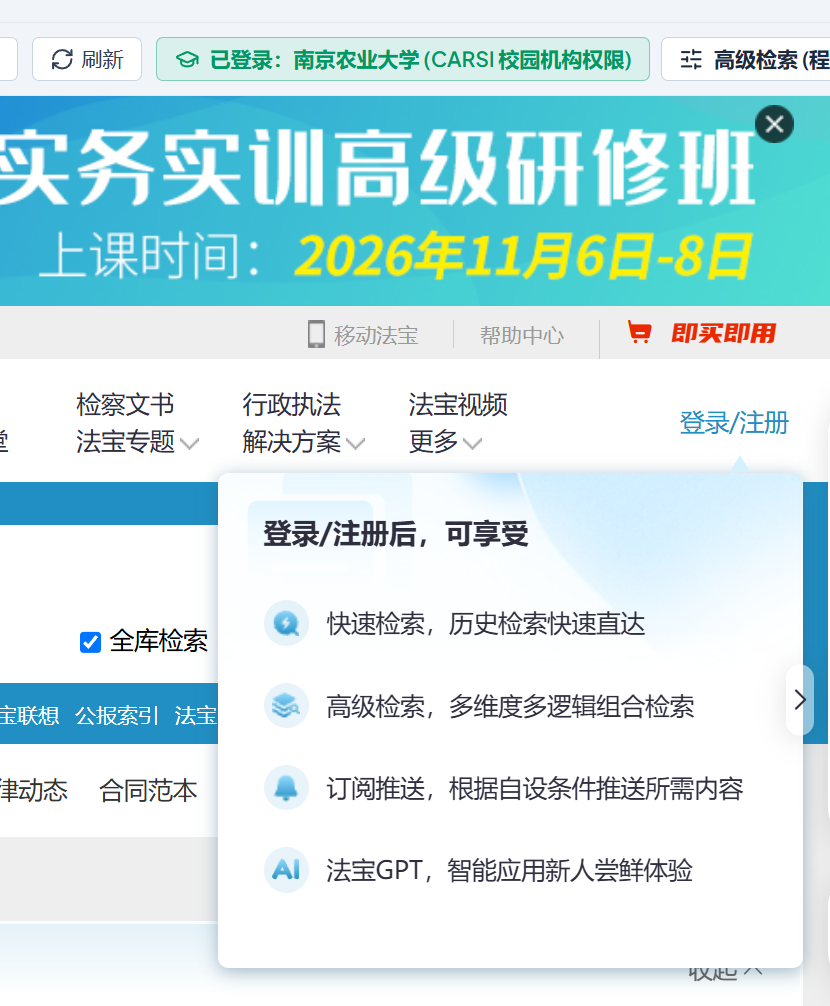 刷新
已登录：南京农业大学 (CARSI 校园机构权限)
高级检索 (程
实务实训高级研修班
上课时间：2026年11月6日-8日
移动法宝
帮助中心
即买即用
检察文书
行政执法
法宝视频
登录/注册
法宝专题
解决方案
更多
登录/注册后，可享受
快速检索，历史检索快速直达
全库检索
高级检索，多维度多逻辑组合检索
宝联想
公报索引
法宝
订阅推送，根据自设条件推送所需内容
律动态
合同范本
AI
法宝GPT，智能应用新人尝鲜体验
收起